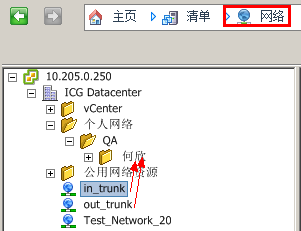 主页 清单 网络
10.205.0.250
ICG Datacenter
vCenter
个人网络
QA
何欣
公用网络资源
in_trunk
out_trunk
Test_Network_20